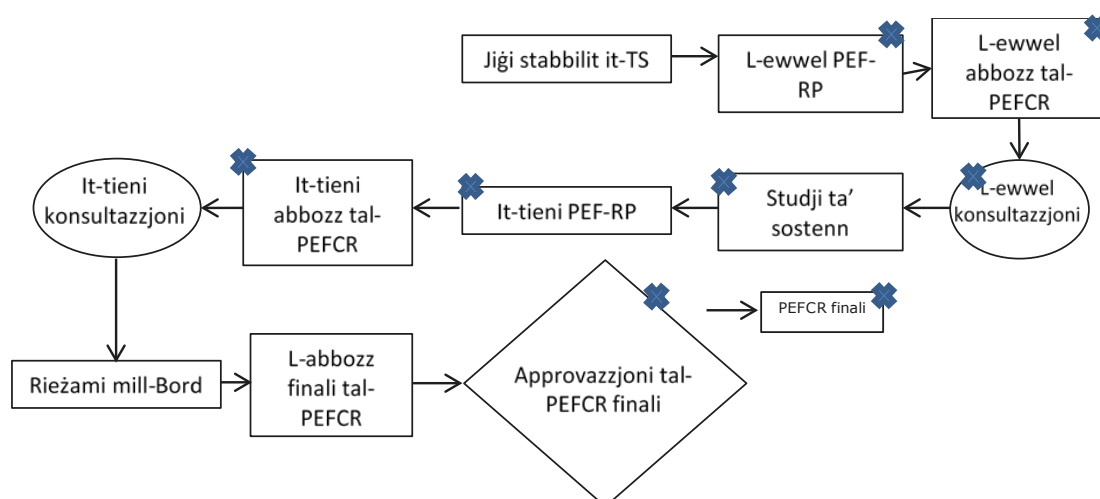 Jiġi stabbilit it-TS
L-ewwel PEF-
RP
L-ewwel
abbozz tal-
PEFCR
L-ewwel
konsultazzjoni
Studji ta’
sostenn
It-tieni PEF-RP
It-tieni
abbozz tal-
PEFCR
It-tieni
konsultazzjoni
Rieżami mill-Bord
L-abbozz
finali tal-
PEFCR
Approvazzjoni tal-
PEFCR finali
PEFCR finali